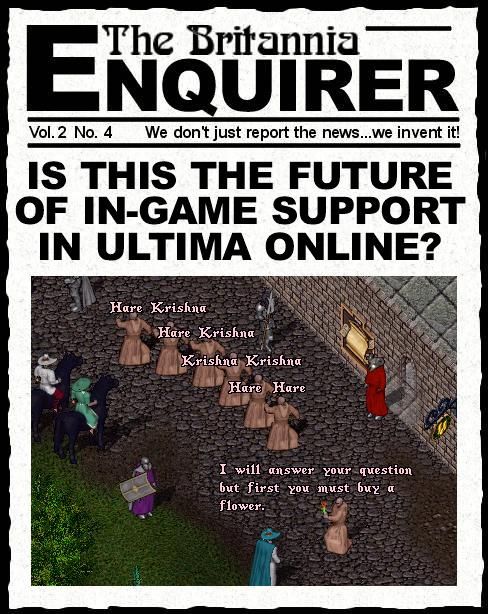 The Britannia
ENQUIRER
Vol. 2 No. 4 We don't just report the news...we invent it!
IS THIS THE FUTURE
OF IN-GAME SUPPORT
IN ULTIMA ONLINE?
Hare Krishna
Hare Krishna
Krishna Krishna
Hare Hare
I will answer your question
but first you must buy a
flower.